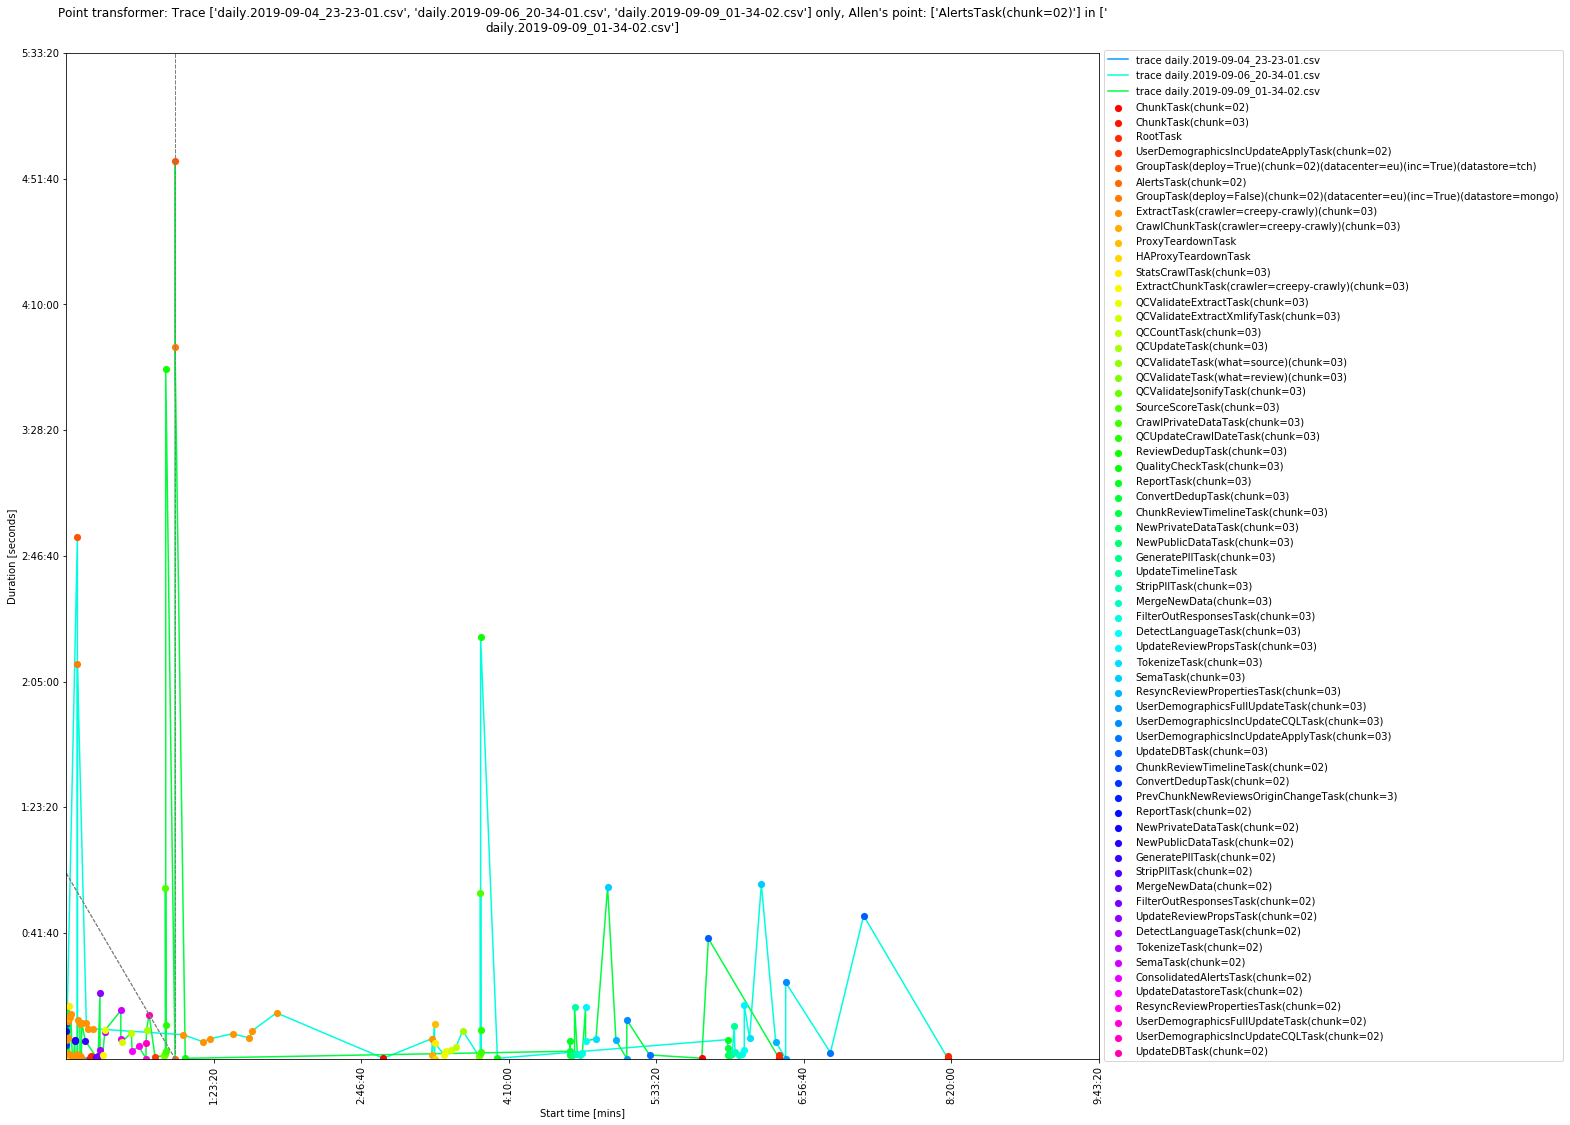 Point transformer: Trace ['daily.2019-09-04_23-23-01.csv', 'daily.2019-09-06_20-34-01.csv', 'daily.2019-09-09_01-34-02.csv'] only, Allen's point: ['AlertsTask(chunk=02)'] in ['
daily.2019-09-09_01-34-02.csv']
5:33:20
4:51:40
4:10:00
3:28:20
2:46:40
2:05:00
1:23:20
0:41:40
Duration [seconds]
1:23:20
2:46:40
4:10:00
5:33:20
6:56:40
8:20:00
9:43:20
Start time [mins]
trace daily.2019-09-04_23-23-01.csv
trace daily.2019-09-06_20-34-01.csv
trace daily.2019-09-09_01-34-02.csv
ChunkTask(chunk=02)
ChunkTask(chunk=03)
RootTask
UserDemographicsIncUpdateApplyTask(chunk=02)
GroupTask(deploy=True)(chunk=02)(datacenter=eu)(inc=True)(datastore=tch)
AlertsTask(chunk=02)
GroupTask(deploy=False)(chunk=02)(datacenter=eu)(inc=True)(datastore=mongo)
ExtractTask(crawler=creepy-crawly)(chunk=03)
CrawlChunkTask(crawler=creepy-crawly)(chunk=03)
ProxyTeardownTask
HAProxyTeardownTask
StatsCrawlTask(chunk=03)
ExtractChunkTask(crawler=creepy-crawly)(chunk=03)
QCValidateExtractTask(chunk=03)
QCValidateExtractXmlifyTask(chunk=03)
QCCountTask(chunk=03)
QCUpdateTask(chunk=03)
QCValidateTask(what=source)(chunk=03)
QCValidateTask(what=review)(chunk=03)
QCValidateJsonifyTask(chunk=03)
SourceScoreTask(chunk=03)
CrawlPrivateDataTask(chunk=03)
QCUpdateCrawlDateTask(chunk=03)
ReviewDedupTask(chunk=03)
QualityCheckTask(chunk=03)
ReportTask(chunk=03)
ConvertDedupTask(chunk=03)
ChunkReviewTimelineTask(chunk=03)
NewPrivateDataTask(chunk=03)
NewPublicDataTask(chunk=03)
GeneratePIITask(chunk=03)
UpdateTimelineTask
StripPIITask(chunk=03)
MergeNewData(chunk=03)
FilterOutResponsesTask(chunk=03)
DetectLanguageTask(chunk=03)
UpdateReviewPropsTask(chunk=03)
TokenizeTask(chunk=03)
SemaTask(chunk=03)
ResyncReviewPropertiesTask(chunk=03)
UserDemographicsFullUpdateTask(chunk=03)
UserDemographicsIncUpdateCQLTask(chunk=03)
UserDemographicsIncUpdateApplyTask(chunk=03)
UpdateDBTask(chunk=03)
ChunkReviewTimelineTask(chunk=02)
ConvertDedupTask(chunk=02)
PrevChunkNewReviewsOriginChangeTask(chunk=3)
ReportTask(chunk=02)
NewPrivateDataTask(chunk=02)
NewPublicDataTask(chunk=02)
GeneratePIITask(chunk=02)
StripPIITask(chunk=02)
MergeNewData(chunk=02)
FilterOutResponsesTask(chunk=02)
UpdateReviewPropsTask(chunk=02)
DetectLanguageTask(chunk=02)
TokenizeTask(chunk=02)
SemaTask(chunk=02)
ConsolidatedAlertsTask(chunk=02)
UpdateDatastoreTask(chunk=02)
ResyncReviewPropertiesTask(chunk=02)
UserDemographicsFullUpdateTask(chunk=02)
UserDemographicsIncUpdateCQLTask(chunk=02)
UpdateDBTask(chunk=02)